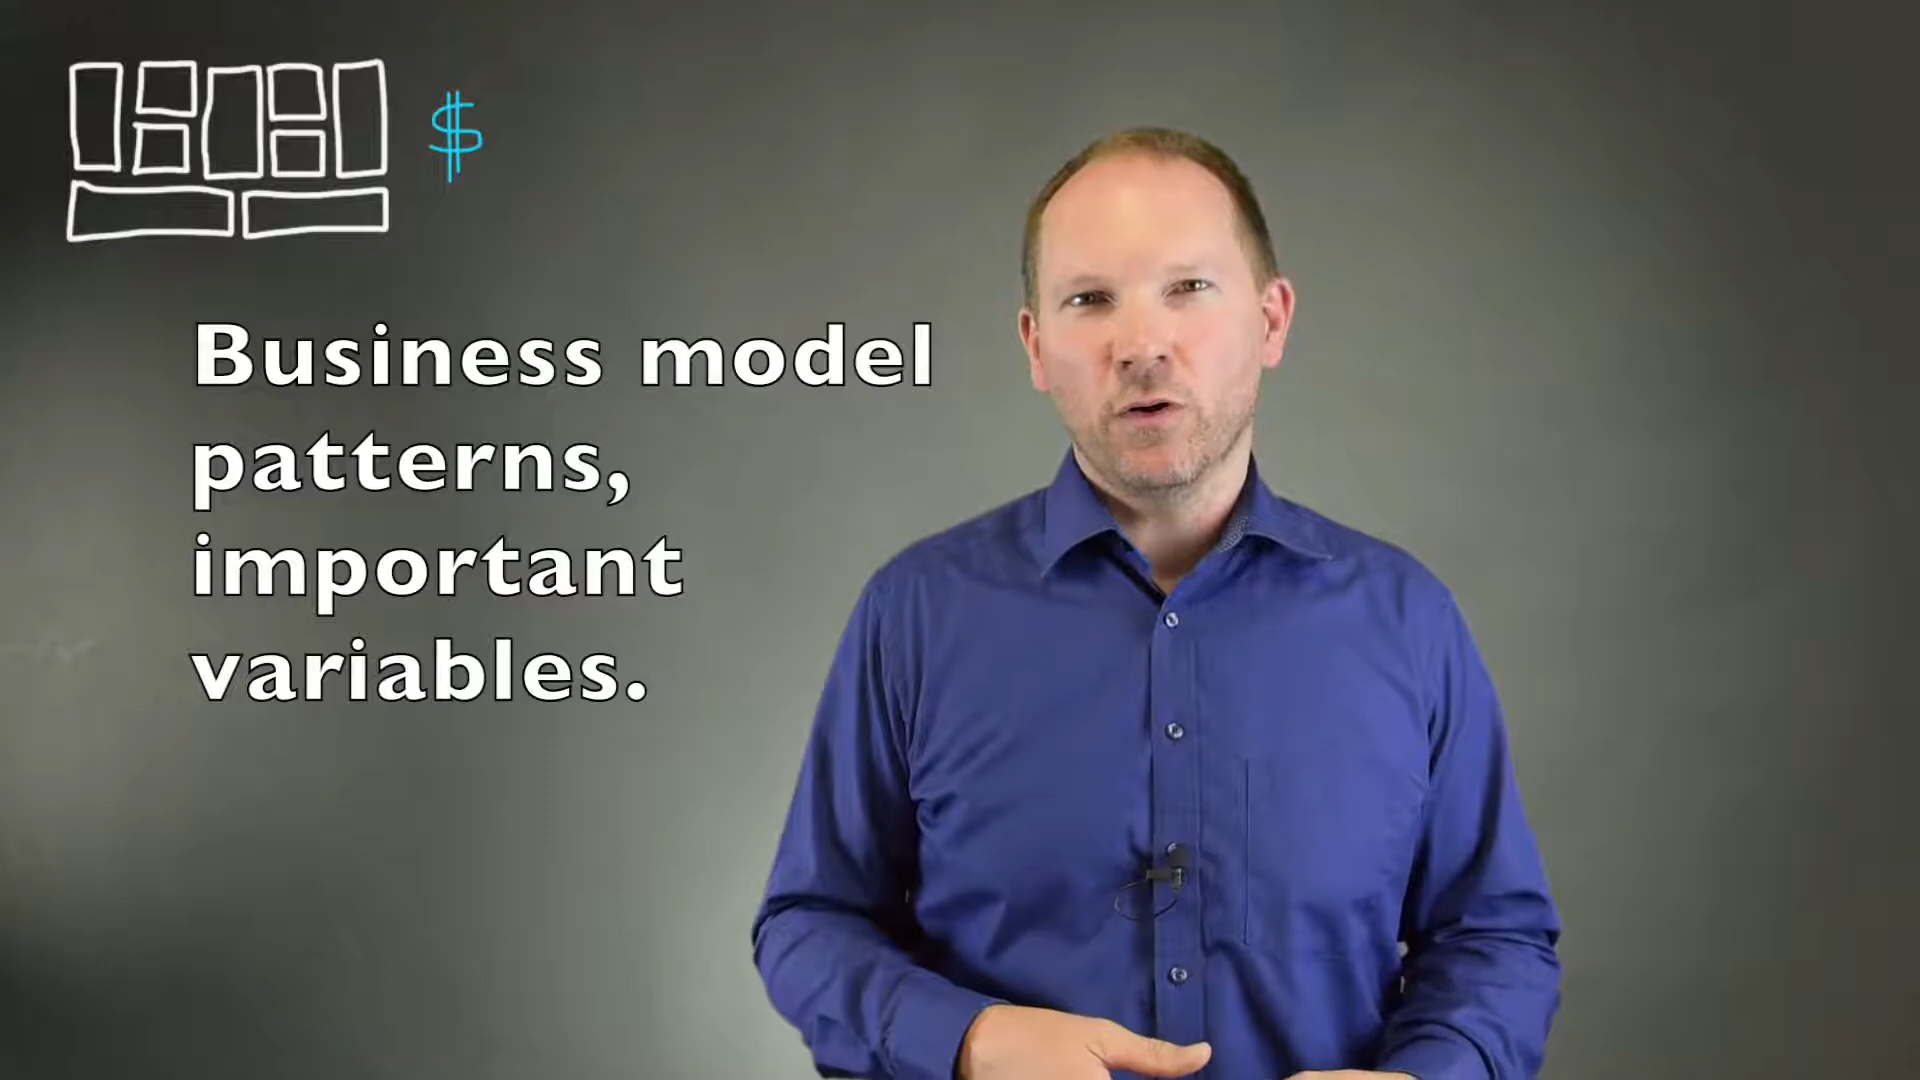 $
Business model
patterns,
important
variables.